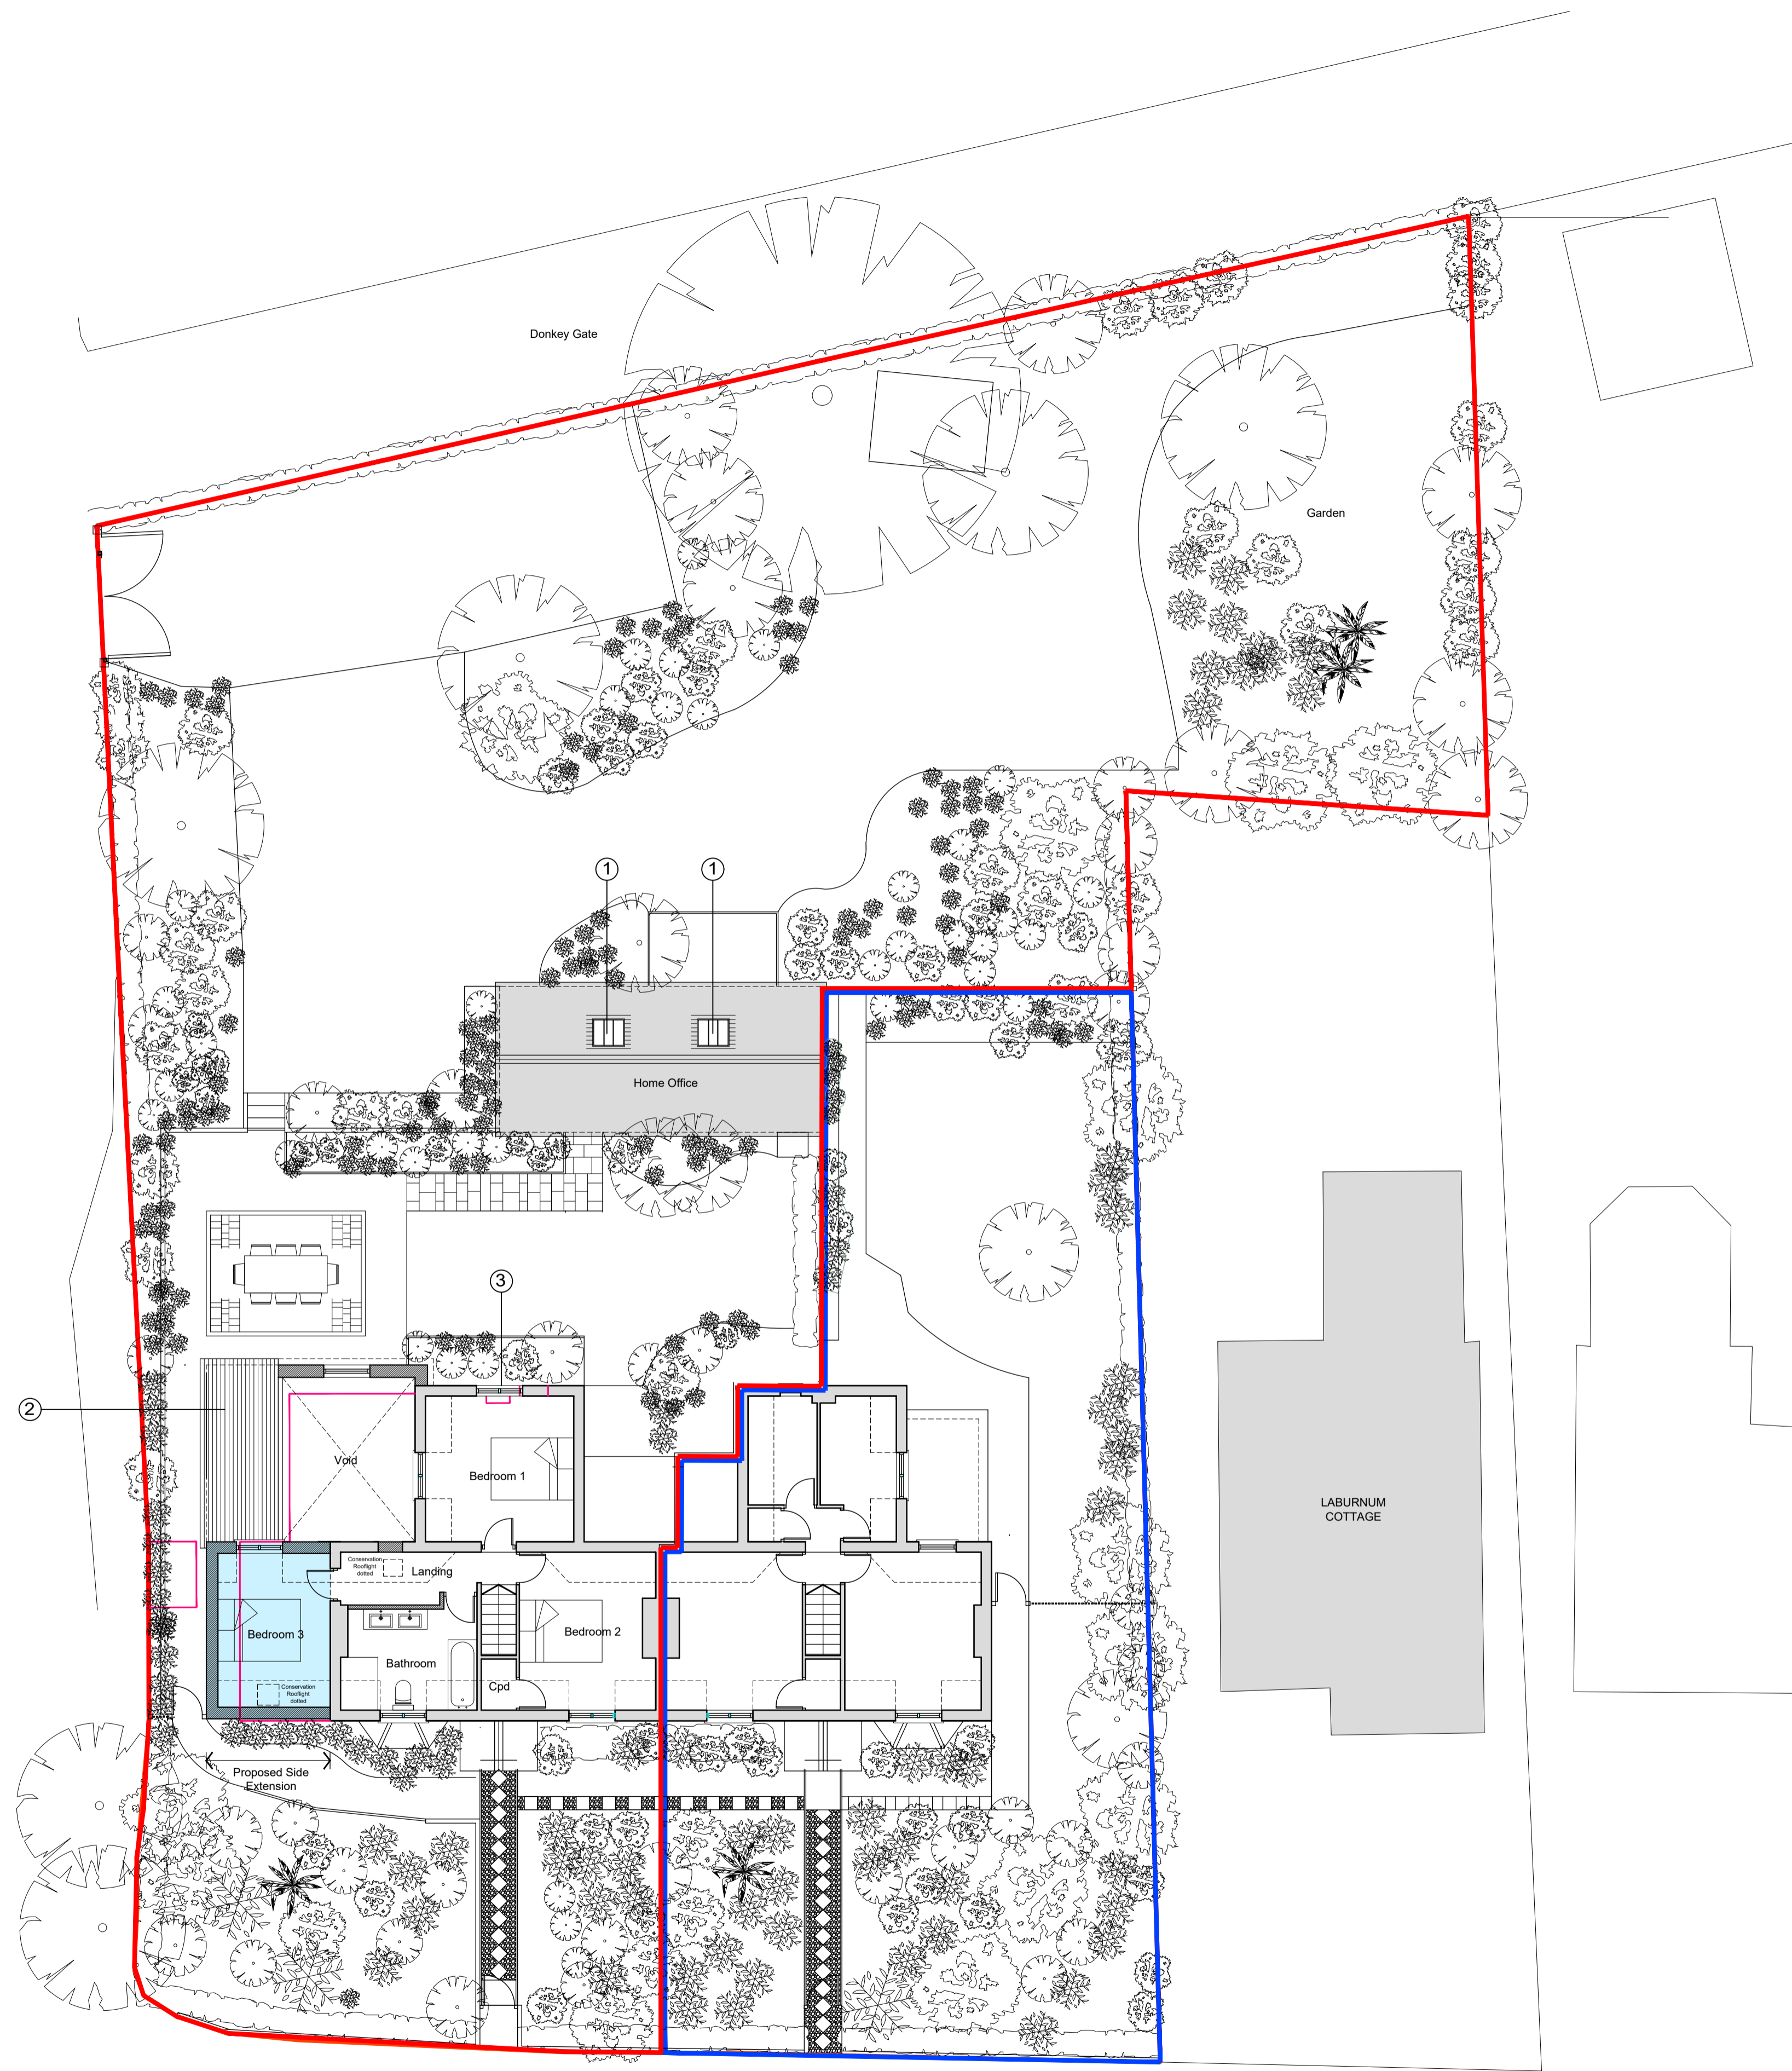 Donkey Gate
Garden
1
1
Home Office
3
2
Void
Bedroom 1
LABURNUM
COTTAGE
Conservation
Rooflight
dotted
Landing
Bedroom 3
Bedroom 2
Bathroom
Cpd
Conservation
Rooflight
dotted
Proposed Side
Extension